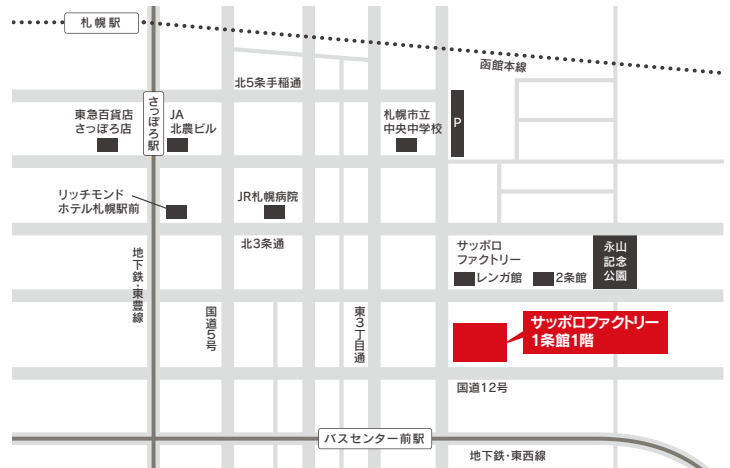 札幌駅
函館本線
北5条手稲通
東急百貨店
さっぽろ店
さっぽろ駅
JA
北農ビル
札幌市立
中央中学校
P
リッチモンド
ホテル札幌駅前
JR札幌病院
北3条通
サッポロ
ファクトリー
レンガ館
2条館
永山
記念
公園
地下鉄・東豊線
国道5号
東3丁目通
サッポロファクトリー
1条館1階
国道12号
バスセンター前駅
地下鉄・東西線